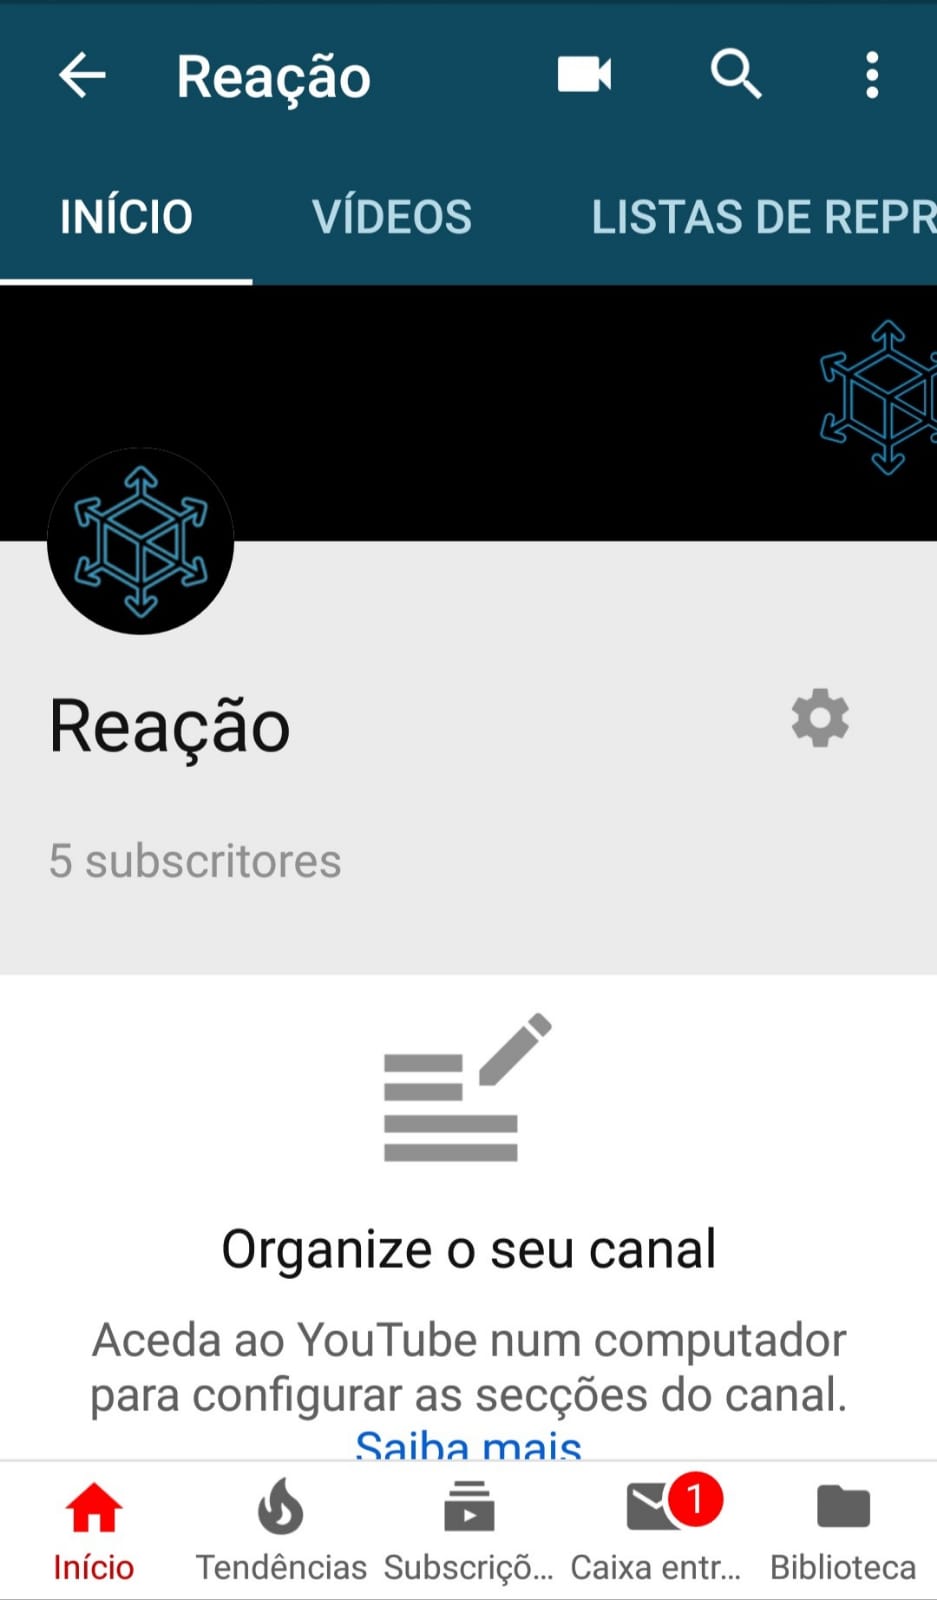 Reação
INÍCIO VÍDEOS LISTAS DE REPR
Reação
5 subscritores
Organize o seu canal
Aceda ao YouTube num computador
para configurar as secções do canal.
Saiba mais
1
Início Tendências Subscriçõ... Caixa entr... Biblioteca